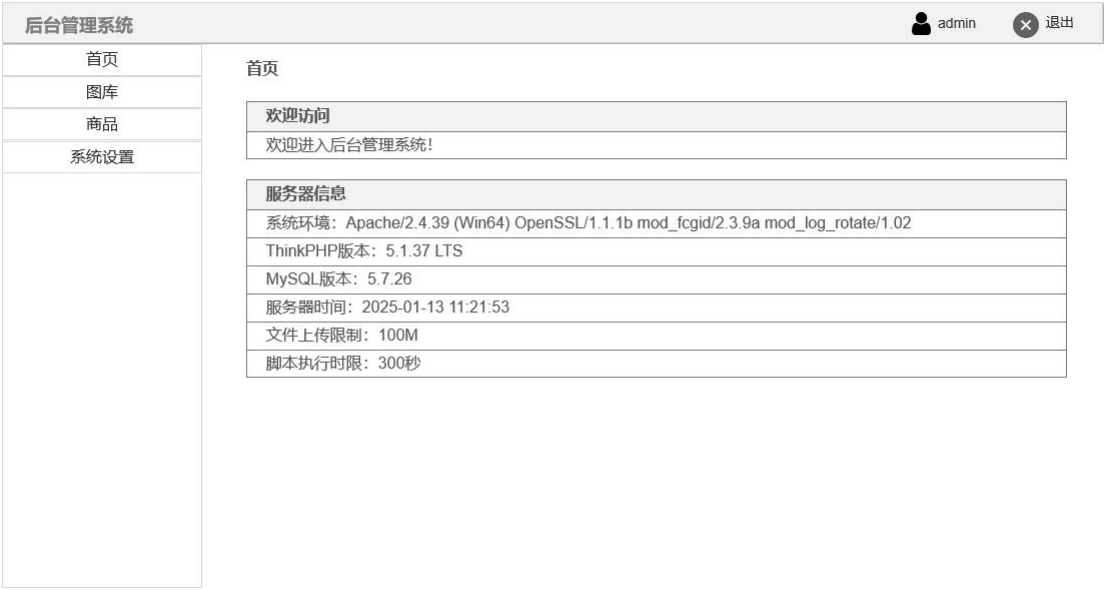 后台管理系统
admin
退出
首页
图库
商品
系统设置
首页
欢迎访问
欢迎进入后台管理系统!
服务器信息
系统环境：Apache/2.4.39 (Win64) OpenSSL/1.1.1b mod_fcgid/2.3.9a mod_log_rotate/1.02
ThinkPHP版本：5.1.37 LTS
MySQL版本：5.7.26
服务器时间：2025-01-13 11:21:53
文件上传限制：100M
脚本执行时限：300秒